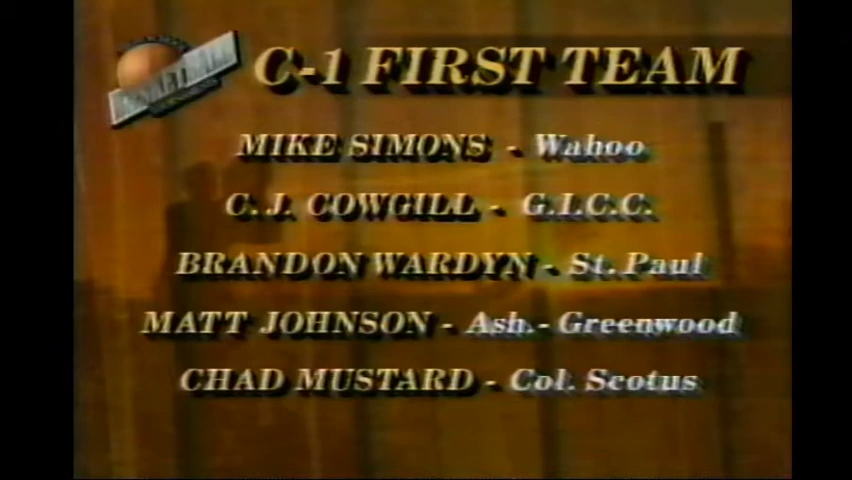 C-1 FIRST TEAM
MIKE SIMONS - Wahoo
C.J. COWGILL - G.I.C.C.
BRANDON WARDYN - St. Paul
MATT JOHNSON - Ash.- Greenwood
CHAD MUSTARD - Col. Scotus